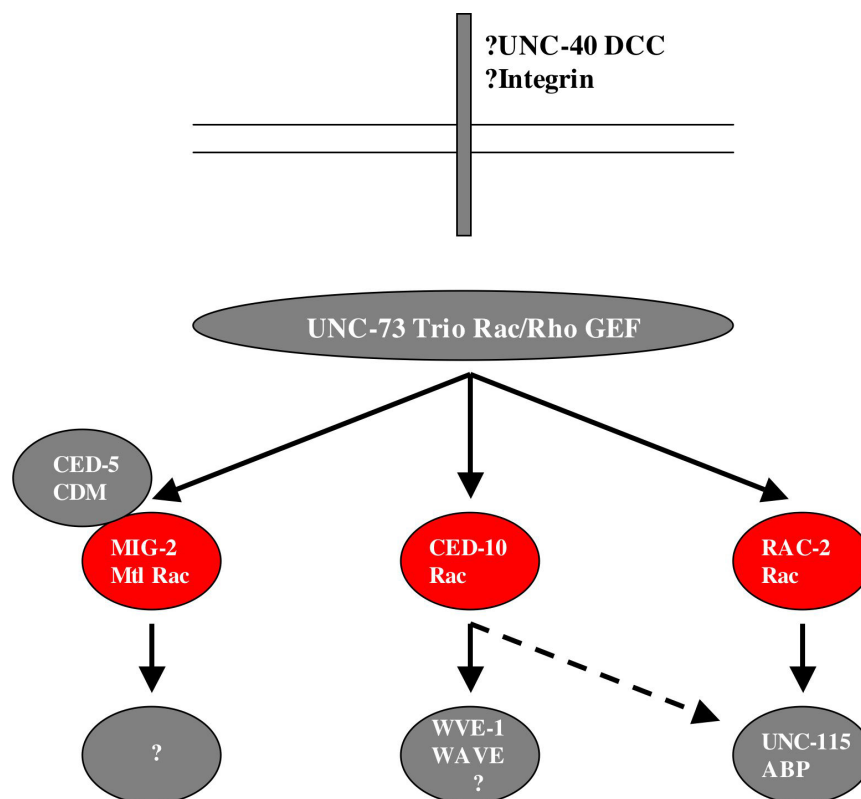 ?UNC-40 DCC
?Integrin
UNC-73 Trio Rac/Rho GEF
CED-5
CDM
MIG-2
Mtl Rac
CED-10
Rac
RAC-2
Rac
?
WVE-1
WAVE
?
UNC-115
ABP